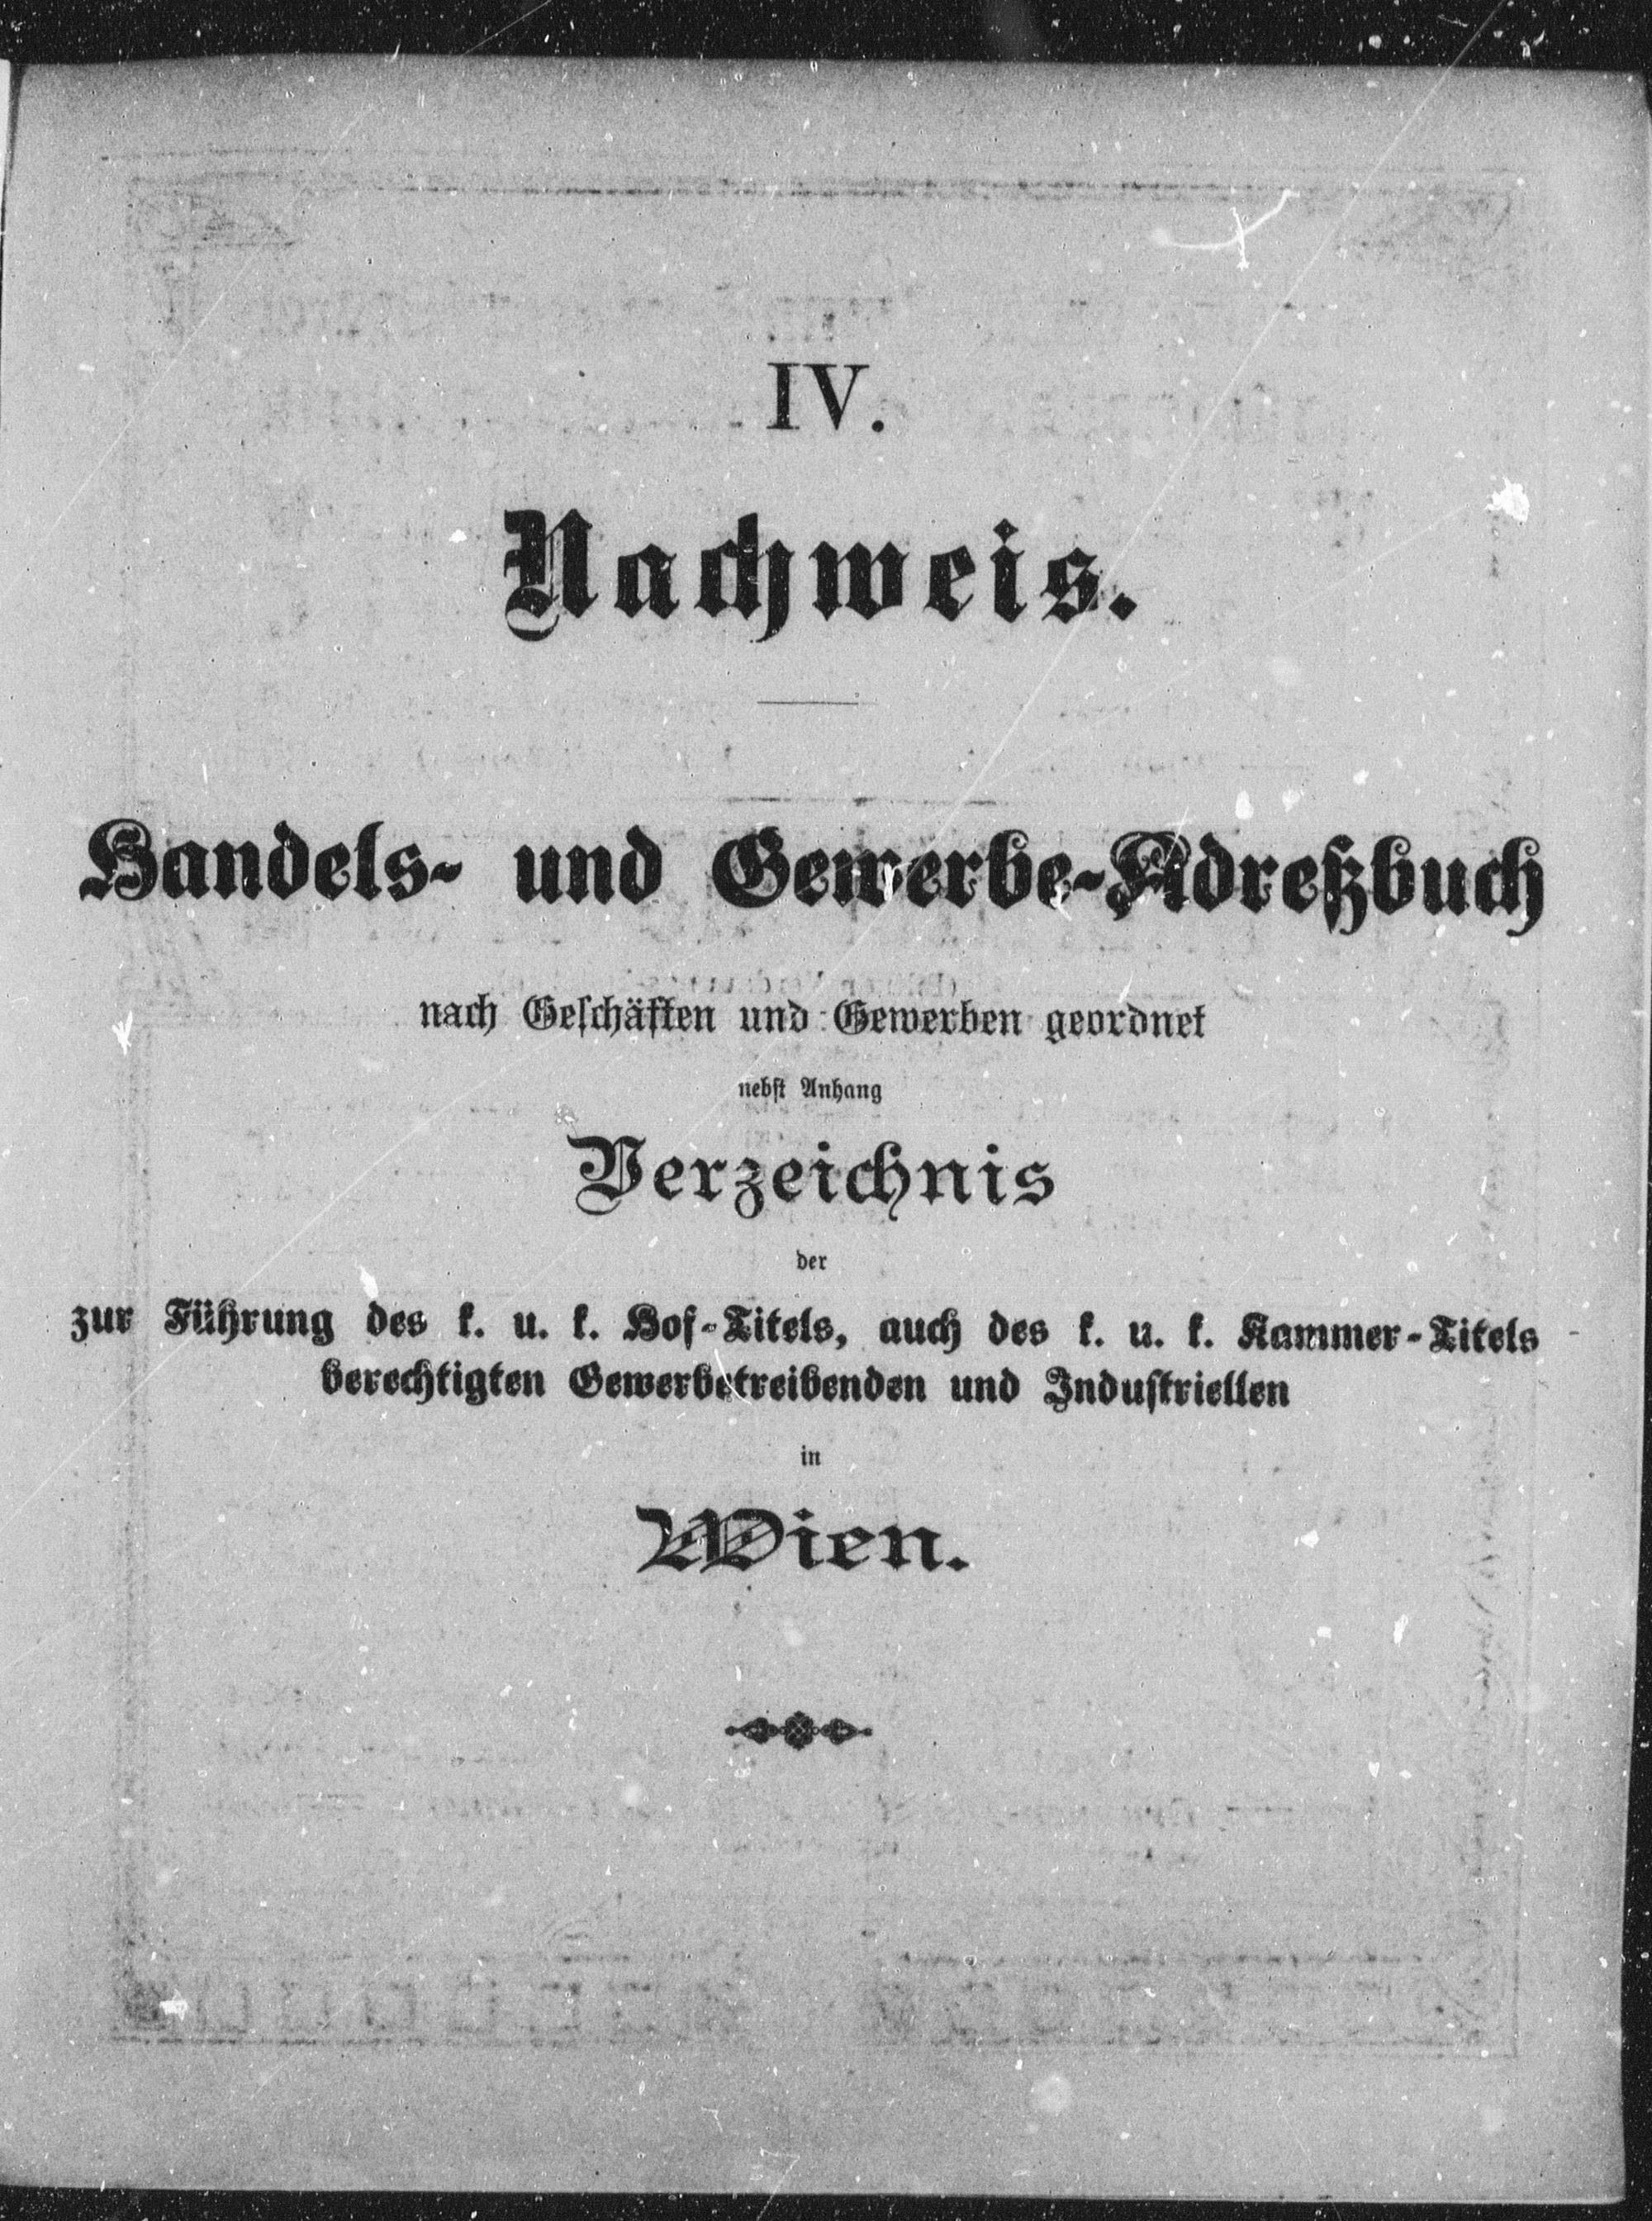 IV.
Nachweis.
Handels- und Gewerbe-Adreßbuch
nach Geschäften und Gewerben geordnet
nebst Anhang
Verzeichnis
der
zur Führung des k. u. k. Hof-Titels, auch des k. u. k. Kammer-Titels
berechtigten Gewerbetreibenden und Industriellen
in
Wien.